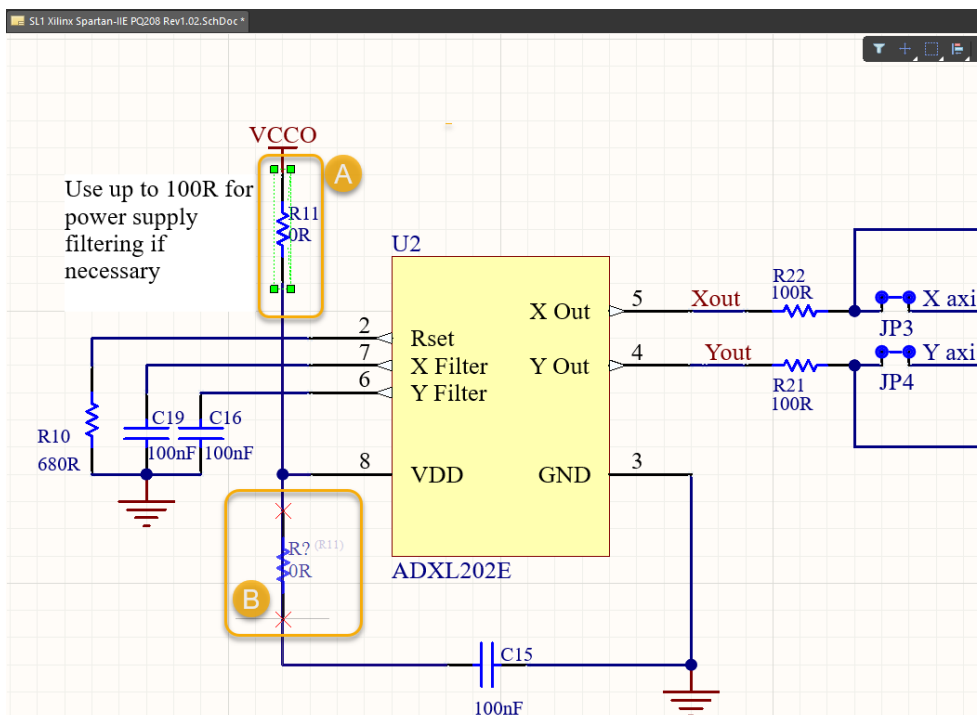 SL1 Xilinx Spartan-IIE PQ208 Rev1.02.SchDoc *
VCCO
A
Use up to 100R for
power supply
filtering if
necessary
R11
0R
U2
X Out
5
Xout
R22
100R
X axi
JP3
2
Rset
7
X Filter
6
Y Filter
Y Out
4
Yout
R21
100R
Y axi
JP4
R10
680R
C19
100nF
C16
100nF
8
VDD
GND
3
R? (R11)
0R
B
ADXL202E
C15
100nF